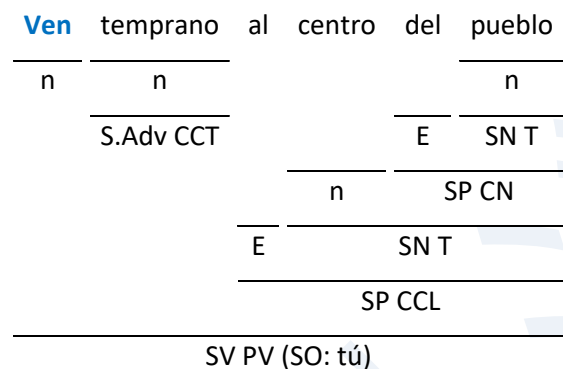 Ven temprano al centro del pueblo
n n n
S.Adv CCT E SN T
n SP CN
E SN T
SP CCL
SV PV (SO: tú)